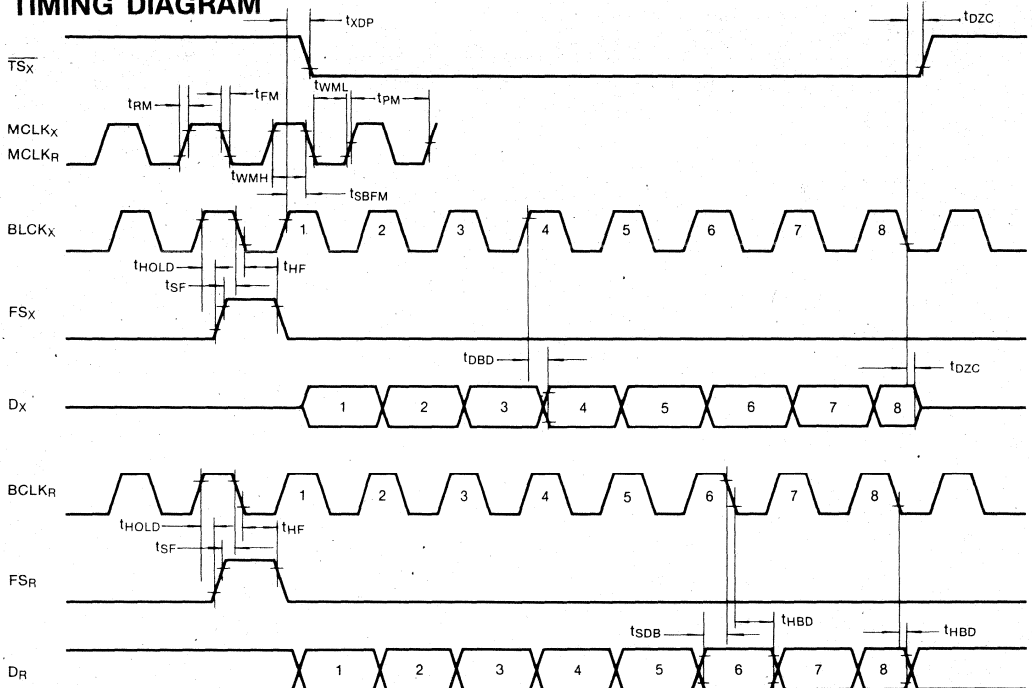 TIMING DIAGRAM
tXDP
tDZC
TSX
tRM
tFM
tWML
tPM
MCLKX
MCLKR
tWMH
tSBFM
BLCKX
1 2 3 4 5 6 7 8
tHOLD
tHF
tSF
FSX
tDBD
tDZC
DX
1 2 3 4 5 6 7 8
BCLKR
1 2 3 4 5 6 7 8
tHOLD
tHF
tSF
FSR
tSDB
tHBD
tHBD
DR
1 2 3 4 5 6 7 8